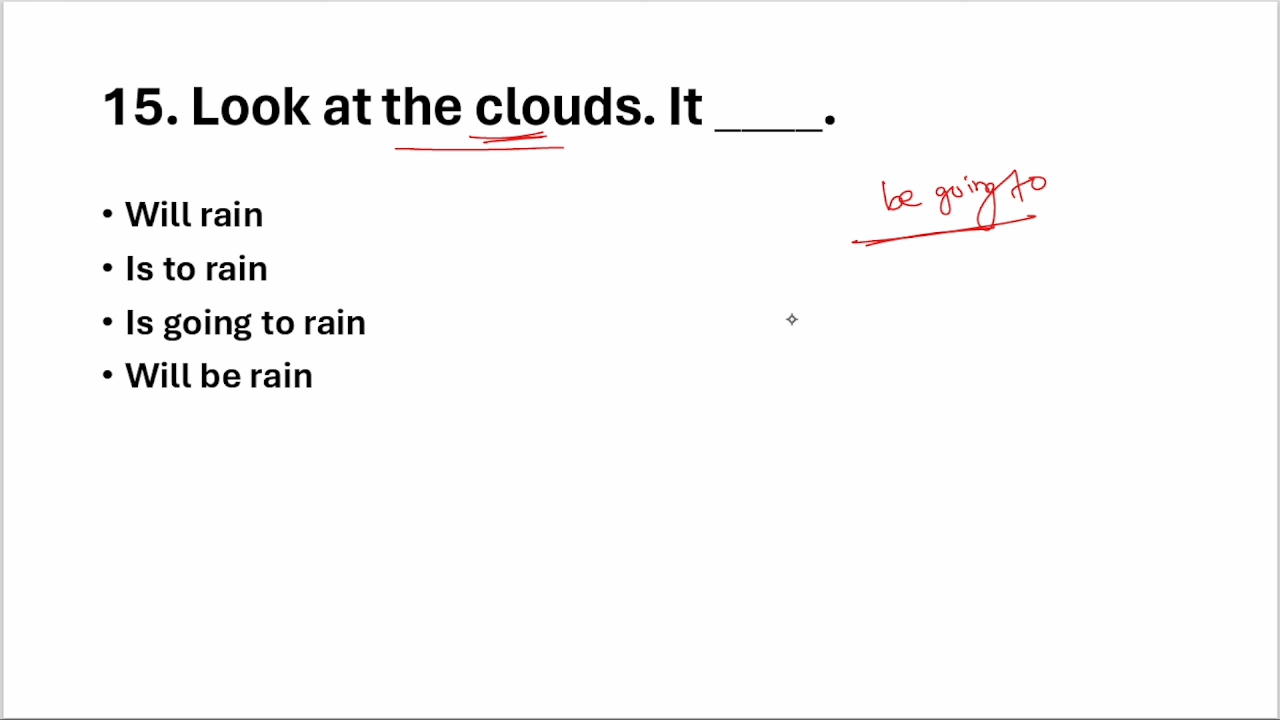 15. Look at the clouds. It ____.
be going to
• Will rain
• Is to rain
• Is going to rain
• Will be rain